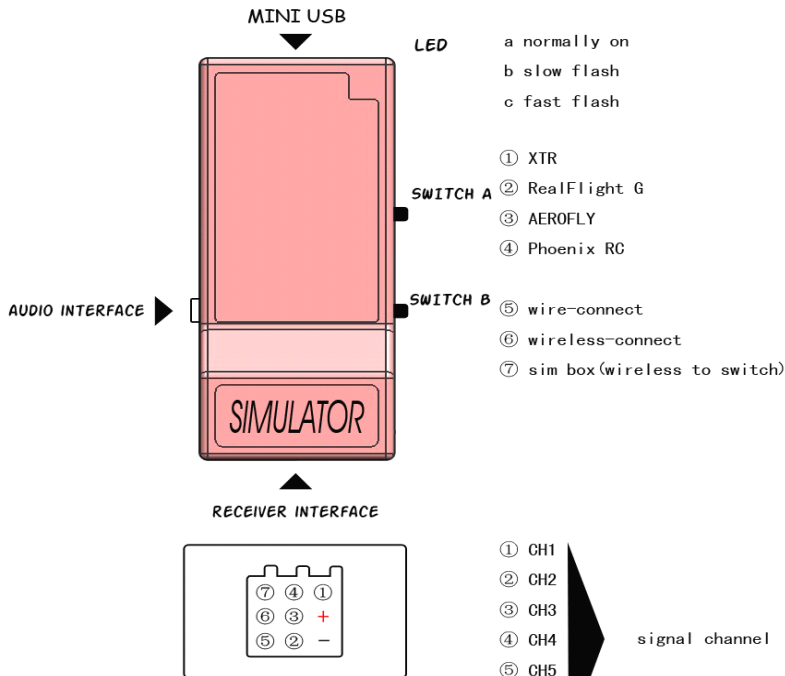 MINI USB
LED
a normally on
b slow flash
c fast flash
SWITCH A
① XTR
② RealFlight G
③ AEROFLY
④ Phoenix RC
AUDIO INTERFACE
SWITCH B
⑤ wire-connect
⑥ wireless-connect
⑦ sim box(wireless to switch)
SIMULATOR
RECEIVER INTERFACE
⑦ ④ ①
⑥ ③ +
⑤ ② −
① CH1
② CH2
③ CH3
④ CH4
⑤ CH5
signal channel